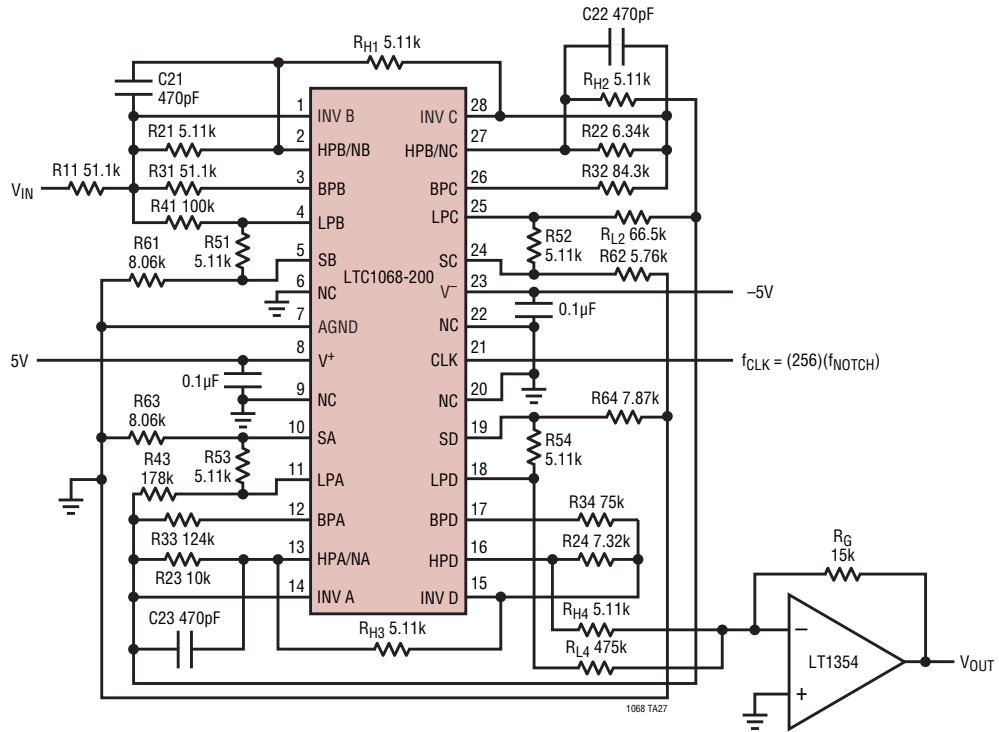 C22 470pF
RH1 5.11k
C21
470pF
RH2 5.11k
1
INV B
INV C
28
R21 5.11k
2
HPB/NB
HPB/NC
27
R22 6.34k
R11 51.1k
VIN
R31 51.1k
3
BPB
BPC
26
R32 84.3k
R41 100k
4
LPB
LPC
25
RL2 66.5k
R61
8.06k
R51
5.11k
R52
5.11k
R62 5.76k
5
SB
SC
24
LTC1068-200
6
NC
V–
23
–5V
0.1µF
7
AGND
NC
22
5V
8
V+
CLK
21
fCLK = (256)(fNOTCH)
0.1µF
9
NC
NC
20
R63
8.06k
R64 7.87k
10
SA
SD
19
R43
178k
R53
5.11k
R54
5.11k
11
LPA
LPD
18
12
BPA
BPD
17
R34 75k
R33 124k
13
HPA/NA
HPD
16
R24 7.32k
R23 10k
14
INV A
INV D
15
RG
15k
C23 470pF
RH3 5.11k
RH4 5.11k
RL4 475k
–
LT1354
+
VOUT
1068 TA27